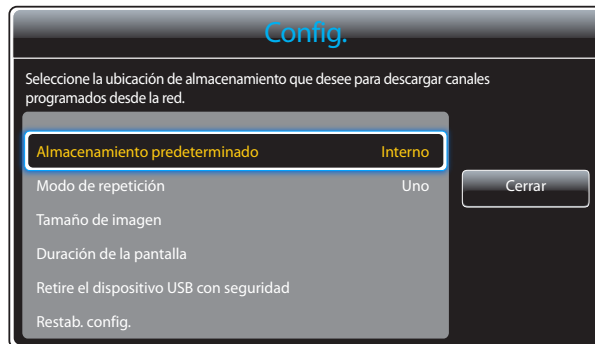 Config.
Seleccione la ubicación de almacenamiento que desee para descargar canales
programados desde la red.
Almacenamiento predeterminado Interno
Modo de repetición Uno
Cerrar
Tamaño de imagen
Duración de la pantalla
Retire el dispositivo USB con seguridad
Restab. config.